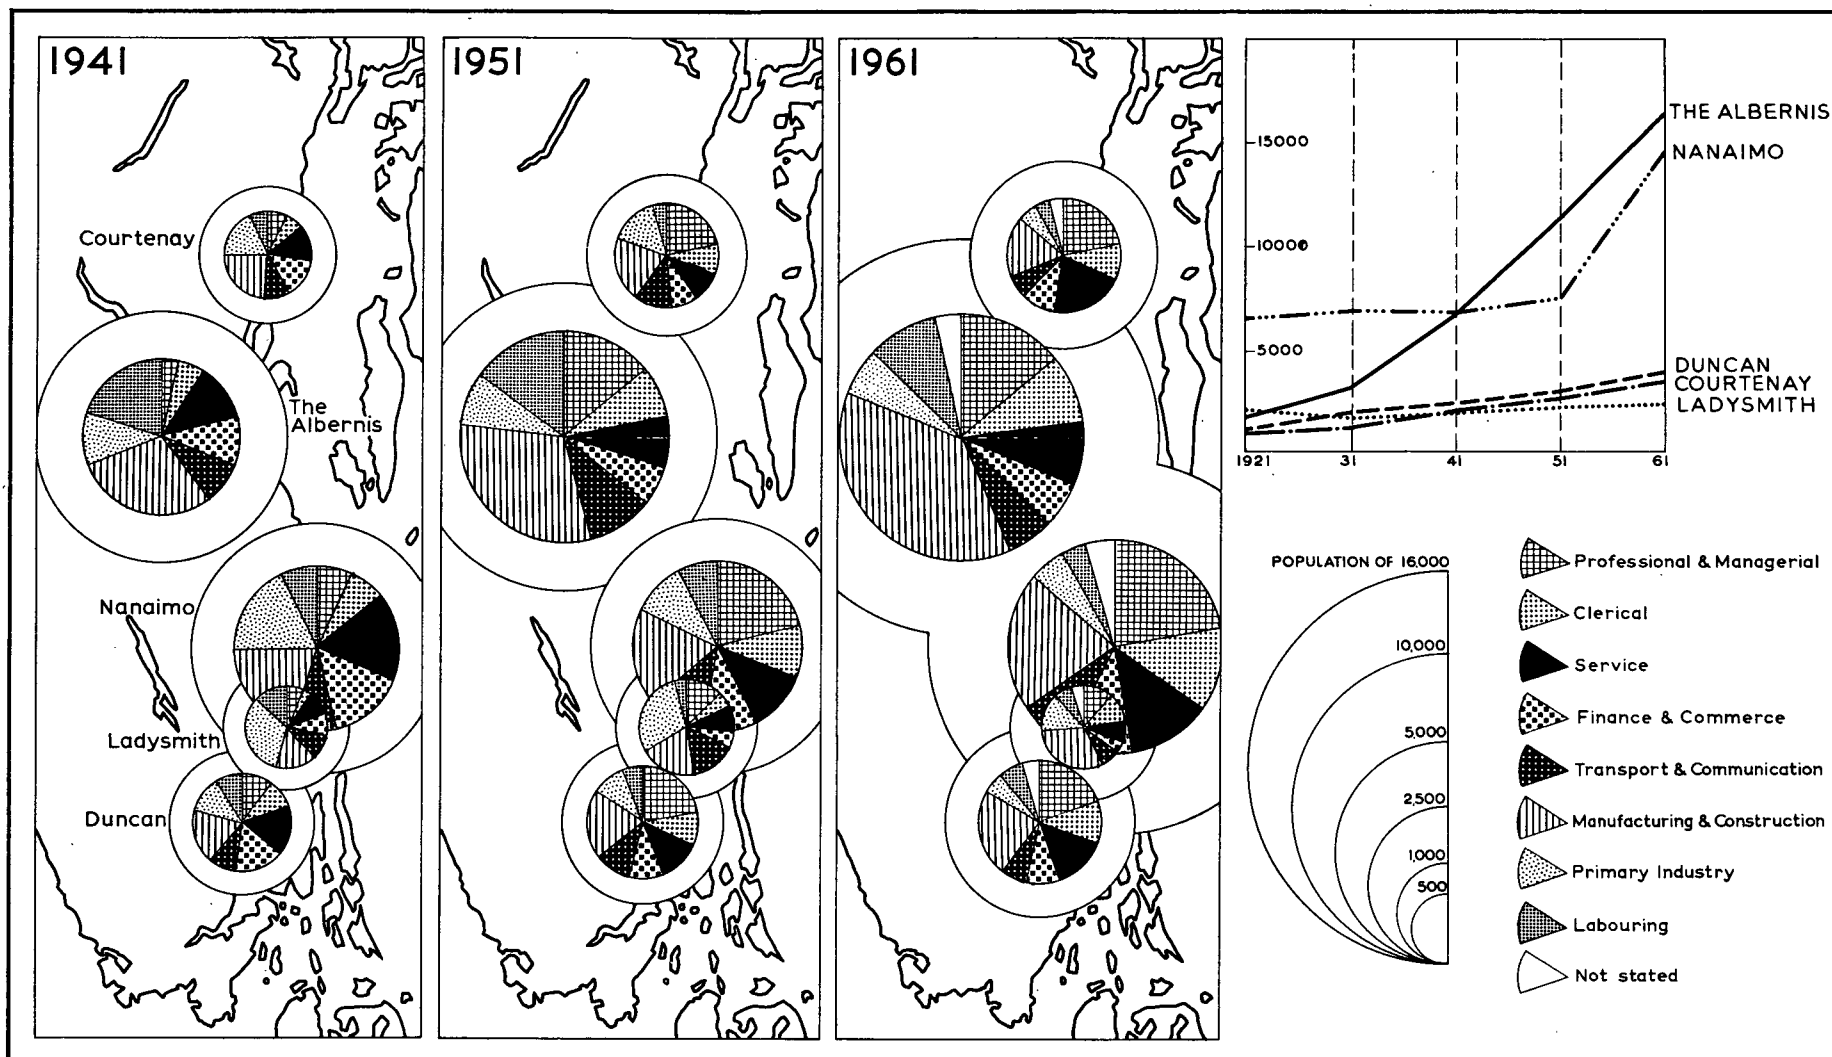 1941
Courtenay
The
Albernis
Nanaimo
Ladysmith
Duncan
1951
1961
THE ALBERNIS
15000
NANAIMO
10000
5000
DUNCAN
COURTENAY
LADYSMITH
1921 31 41 51 61
POPULATION OF 16,000
10,000
5,000
2,500
1,000
500
Professional & Managerial
Clerical
Service
Finance & Commerce
Transport & Communication
Manufacturing & Construction
Primary Industry
Labouring
Not stated